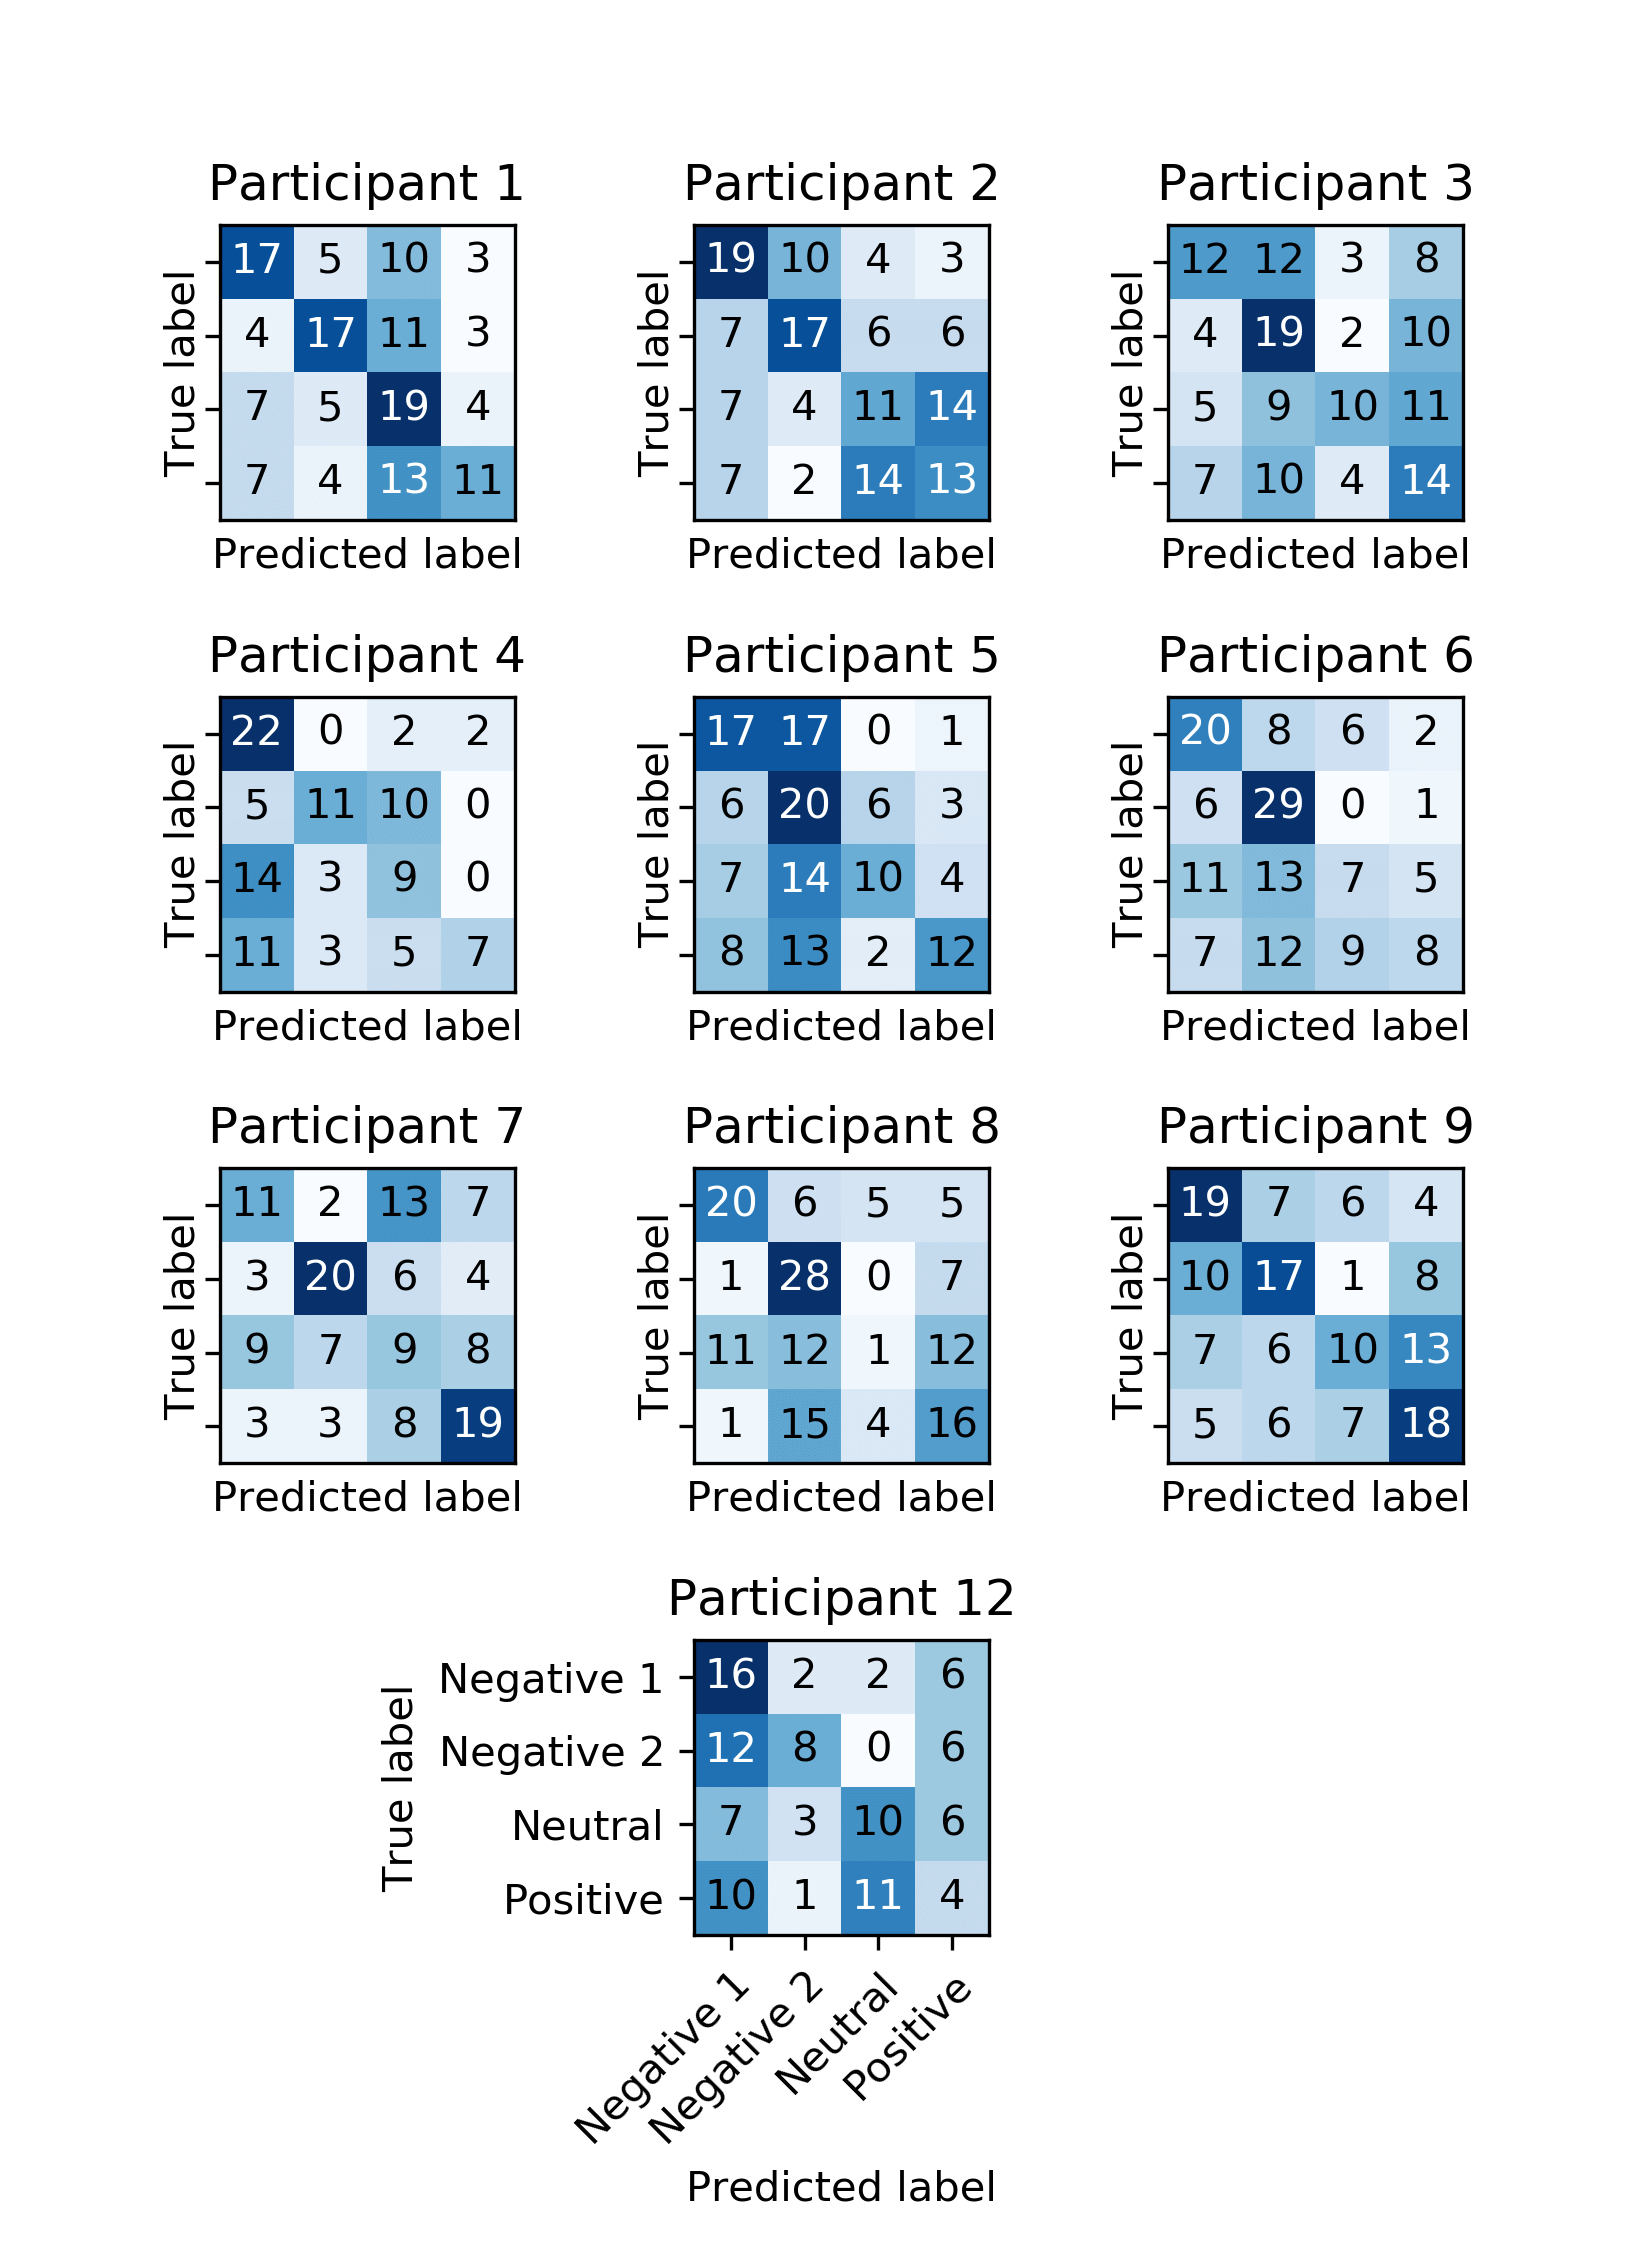 Participant 1 Participant 2 Participant 3
True label 17 5 10 3 True label 19 10 4 3 True label 12 12 3 8
4 17 11 3 7 17 6 6 4 19 2 10
7 5 19 4 7 4 11 14 5 9 10 11
7 4 13 11 7 2 14 13 7 10 4 14
Predicted label Predicted label Predicted label
Participant 4 Participant 5 Participant 6
True label 22 0 2 2 True label 17 17 0 1 True label 20 8 6 2
5 11 10 0 6 20 6 3 6 29 0 1
14 3 9 0 7 14 10 4 11 13 7 5
11 3 5 7 8 13 2 12 7 12 9 8
Predicted label Predicted label Predicted label
Participant 7 Participant 8 Participant 9
True label 11 2 13 7 True label 20 6 5 5 True label 19 7 6 4
3 20 6 4 1 28 0 7 10 17 1 8
9 7 9 8 11 12 1 12 7 6 10 13
3 3 8 19 1 15 4 16 5 6 7 18
Predicted label Predicted label Predicted label
Participant 12
True label
Negative 1 16 2 2 6
Negative 2 12 8 0 6
Neutral 7 3 10 6
Positive 10 1 11 4
Negative 1 Negative 2 Neutral Positive
Predicted label